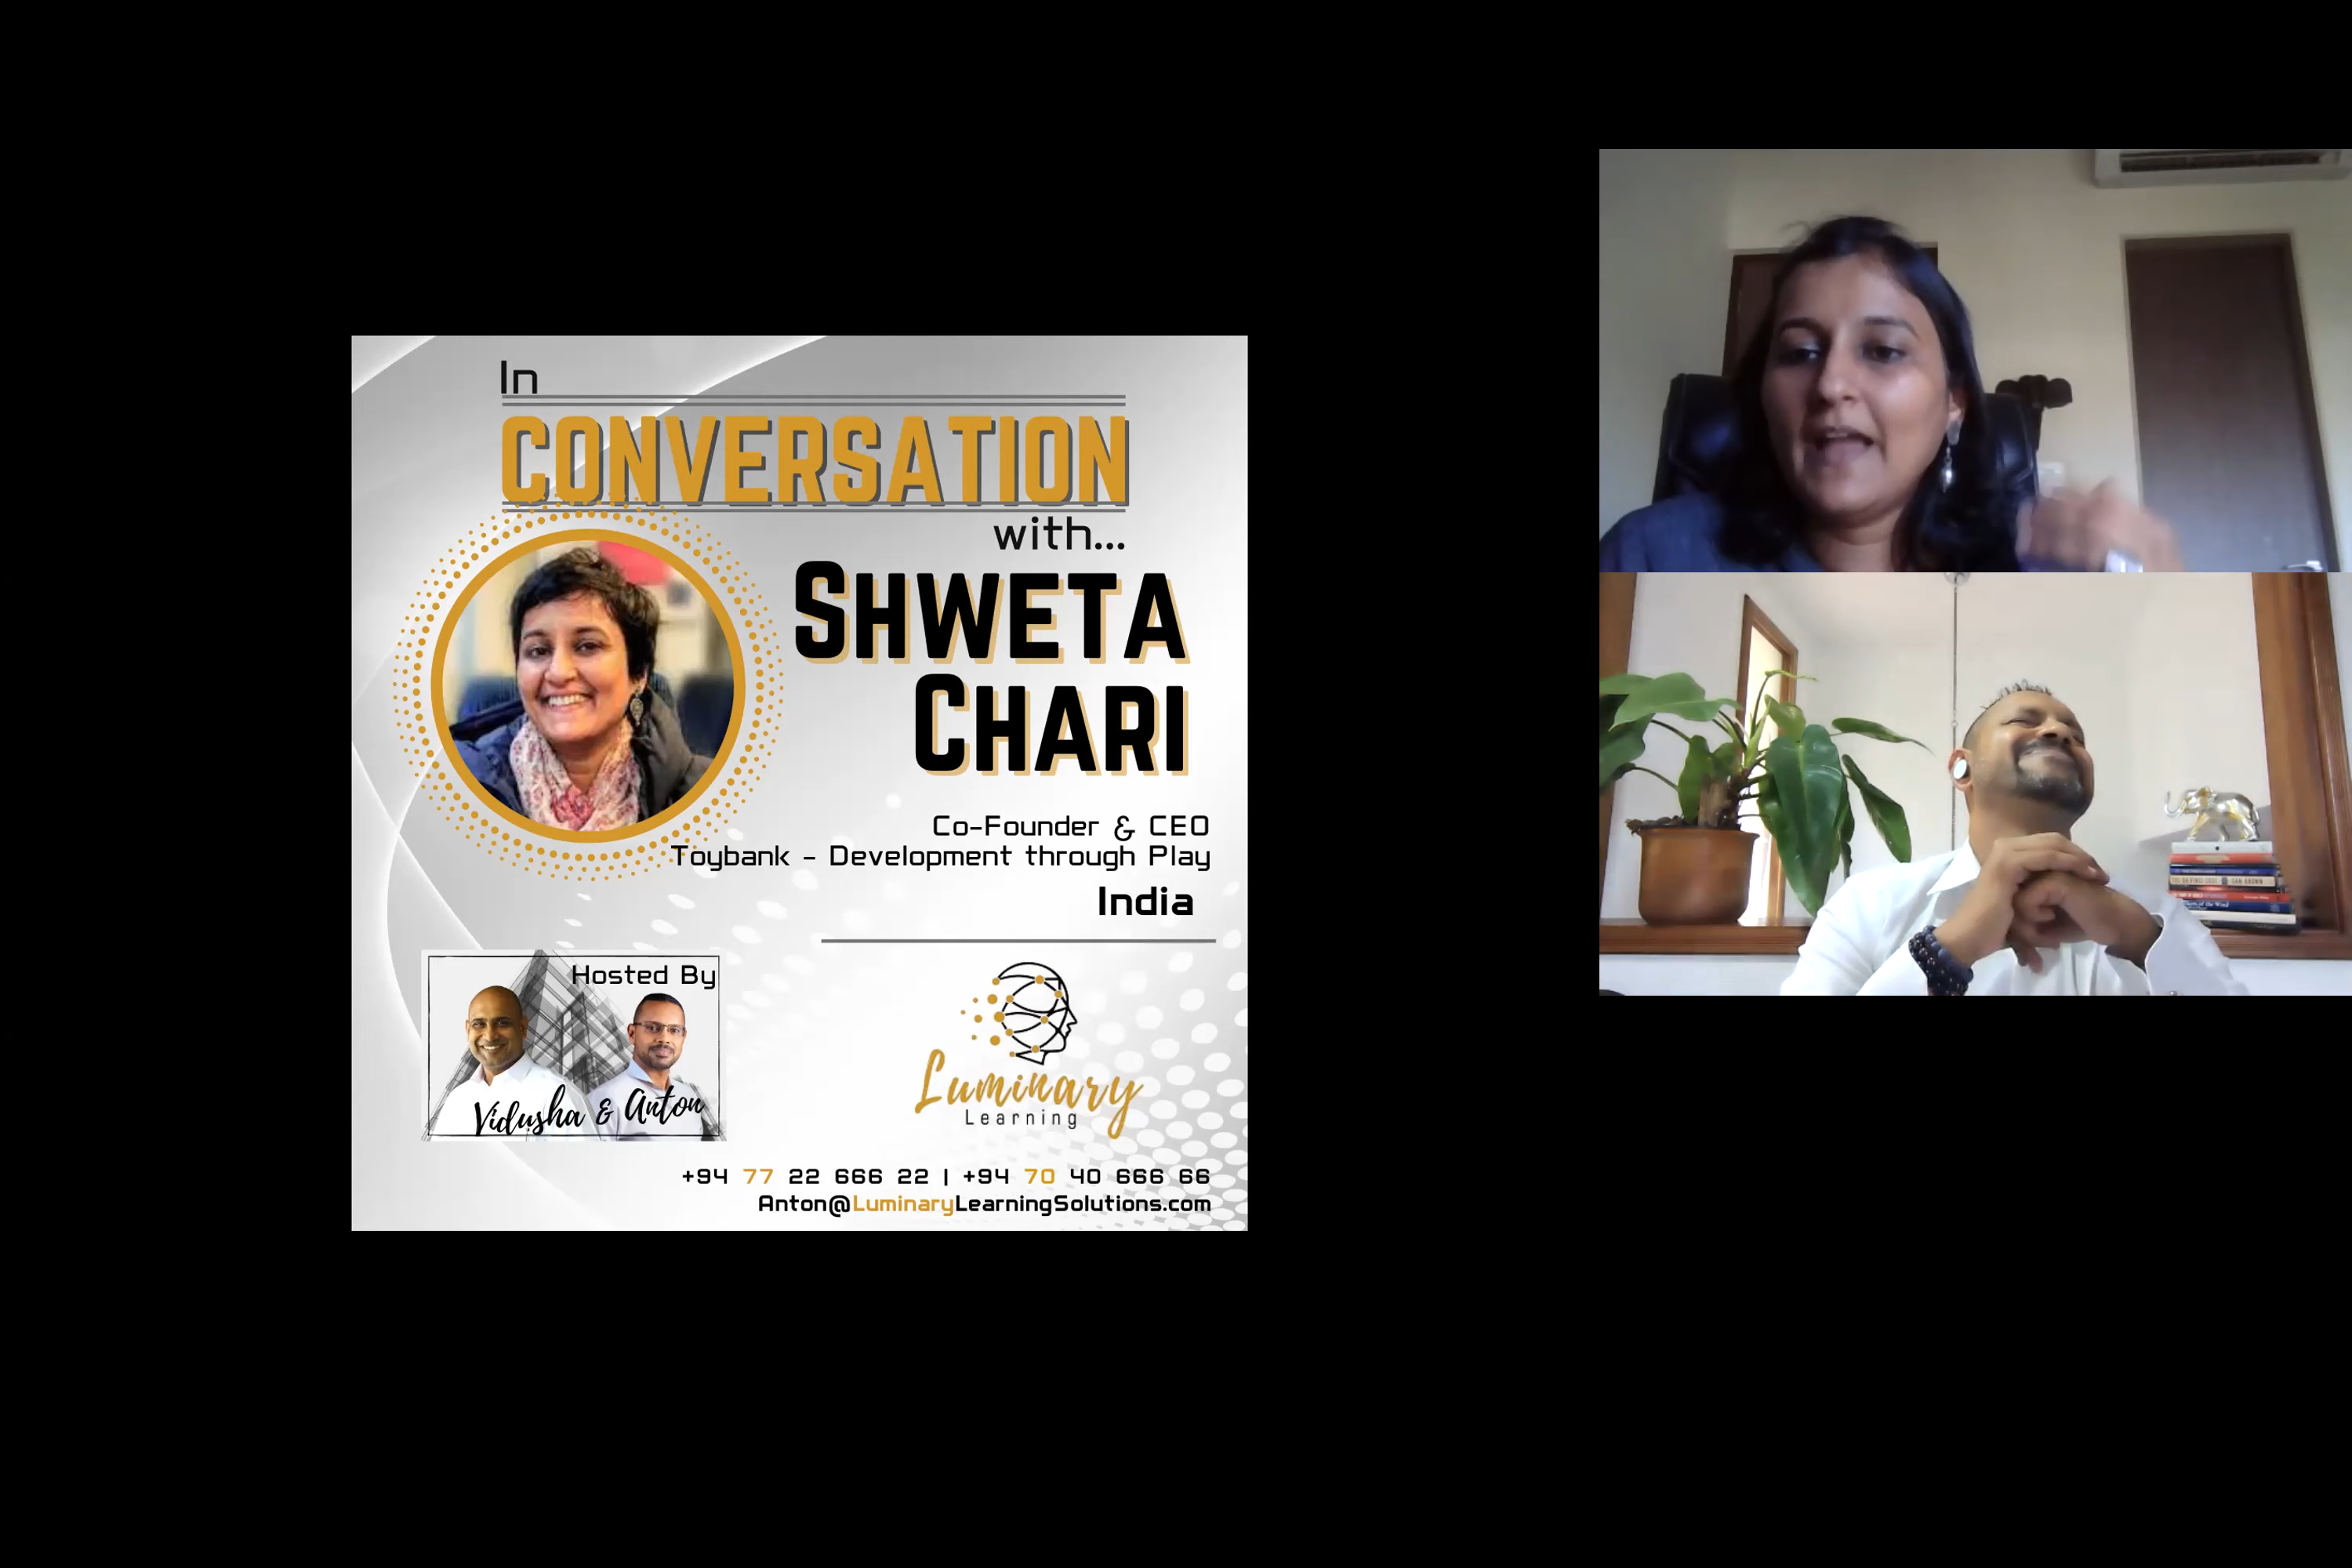 In
CONVERSATION
with...
SHWETA
CHARI
Co-Founder & CEO
Toybank - Development through Play
India
Hosted By
Vidusha & Anton
Luminary
Learning
+94 77 22 666 22 | +94 70 40 666 66
Anton@LuminaryLearningSolutions.com